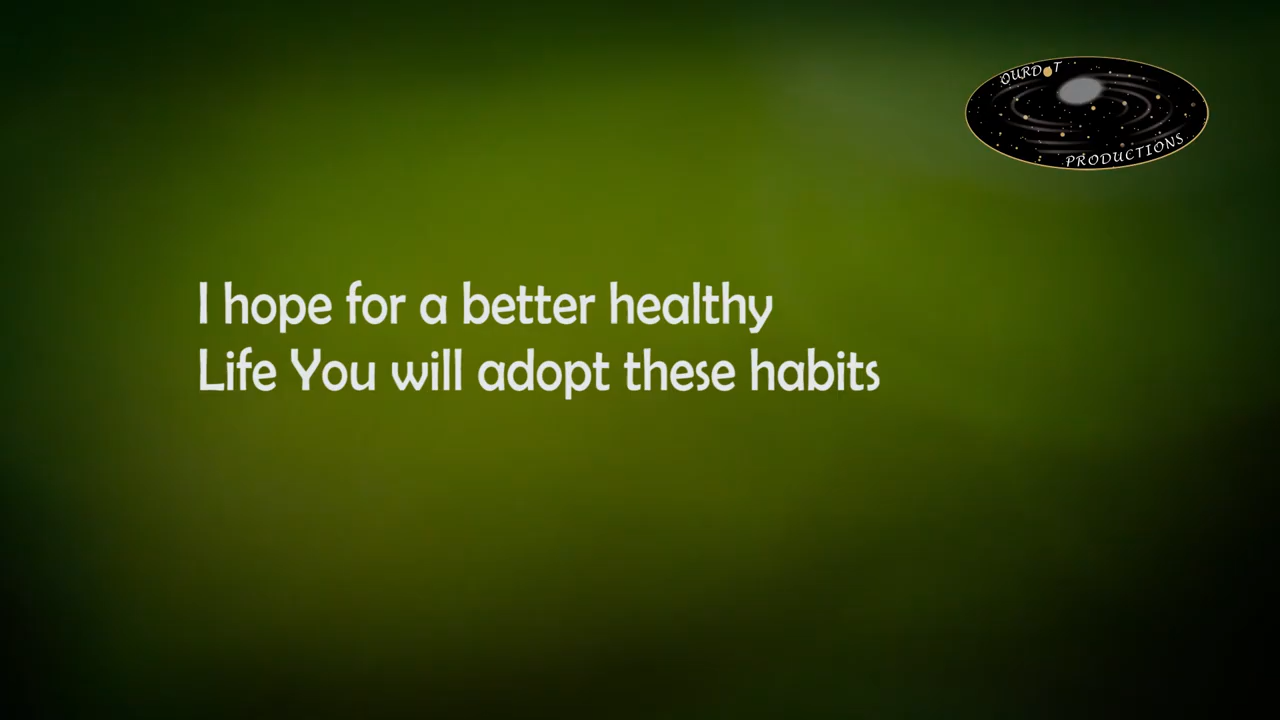 OURDOT
PRODUCTIONS
I hope for a better healthy
Life You will adopt these habits